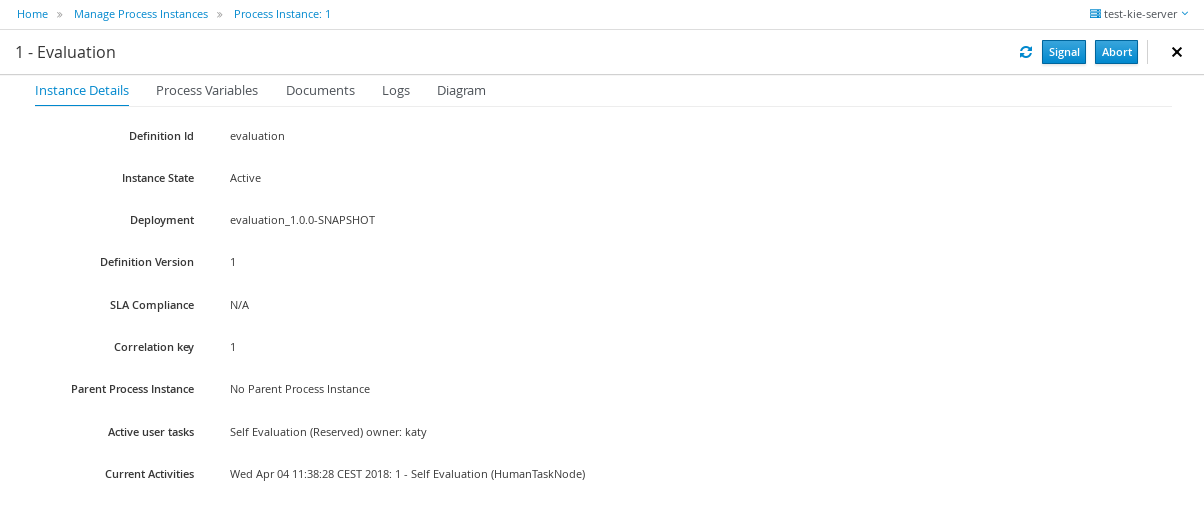 Home » Manage Process Instances » Process Instance: 1 test-kie-server
1 - Evaluation Signal Abort
Instance Details Process Variables Documents Logs Diagram
Definition Id evaluation
Instance State Active
Deployment evaluation_1.0.0-SNAPSHOT
Definition Version 1
SLA Compliance N/A
Correlation key 1
Parent Process Instance No Parent Process Instance
Active user tasks Self Evaluation (Reserved) owner: katy
Current Activities Wed Apr 04 11:38:28 CEST 2018: 1 - Self Evaluation (HumanTaskNode)